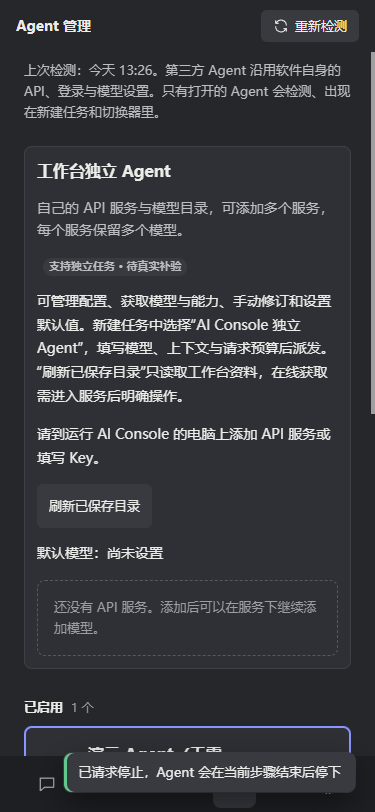 Agent 管理
重新检测
上次检测：今天 13:26。第三方 Agent 沿用软件自身的
API、登录与模型设置。只有打开的 Agent 会检测、出现
在新建任务和切换器里。
工作台独立 Agent
自己的 API 服务与模型目录，可添加多个服务，
每个服务保留多个模型。
支持独立任务 · 待真实补验
可管理配置、获取模型与能力、手动修订和设置
默认值。新建任务中选择“AI Console 独立
Agent”，填写模型、上下文与请求预算后派发。
“刷新已保存目录”只读取工作台资料，在线获取
需进入服务后明确操作。
请到运行 AI Console 的电脑上添加 API 服务或
填写 Key。
刷新已保存目录
默认模型：尚未设置
还没有 API 服务。添加后可以在服务下继续添
加模型。
已启用 1 个
已请求停止，Agent 会在当前步骤结束后停下